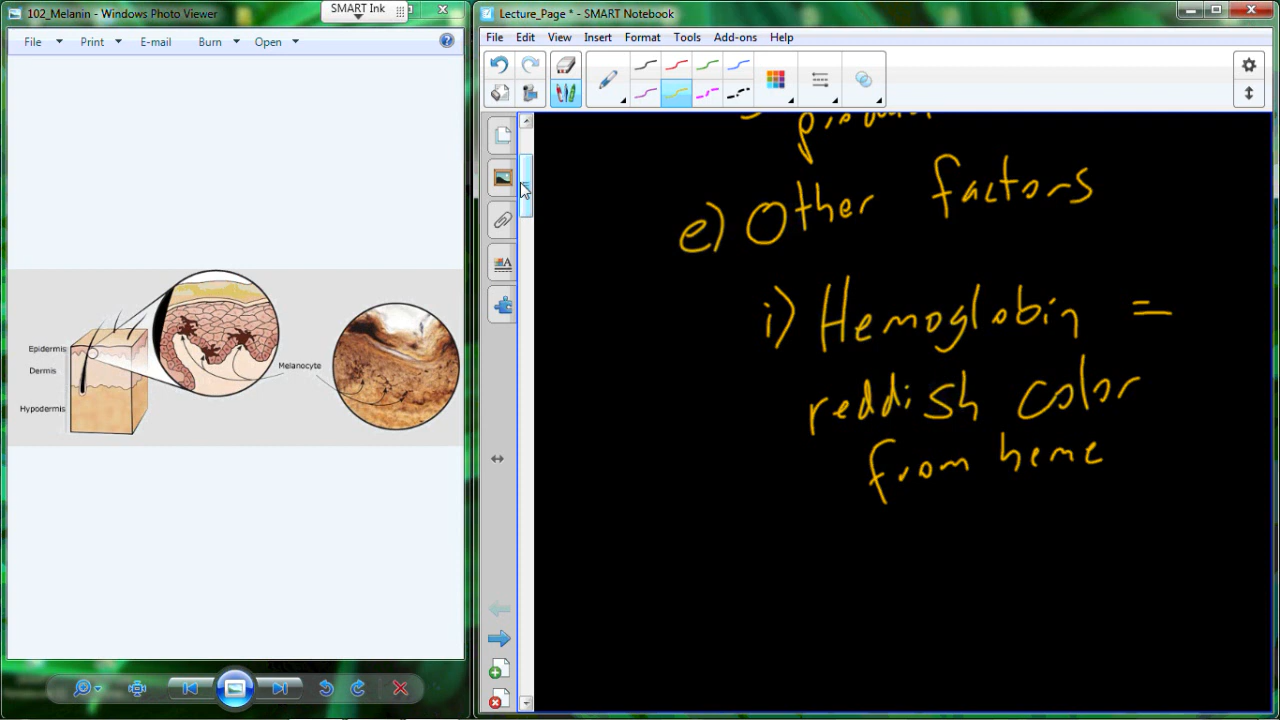 102_Melanin - Windows Photo Viewer
SMART Ink
File Print E-mail Burn Open
Epidermis
Dermis
Hypodermis
Melanocyte
Lecture_Page * - SMART Notebook
File Edit View Insert Format Tools Add-ons Help
e) Other factors
i) Hemoglobin =
reddish color
from heme